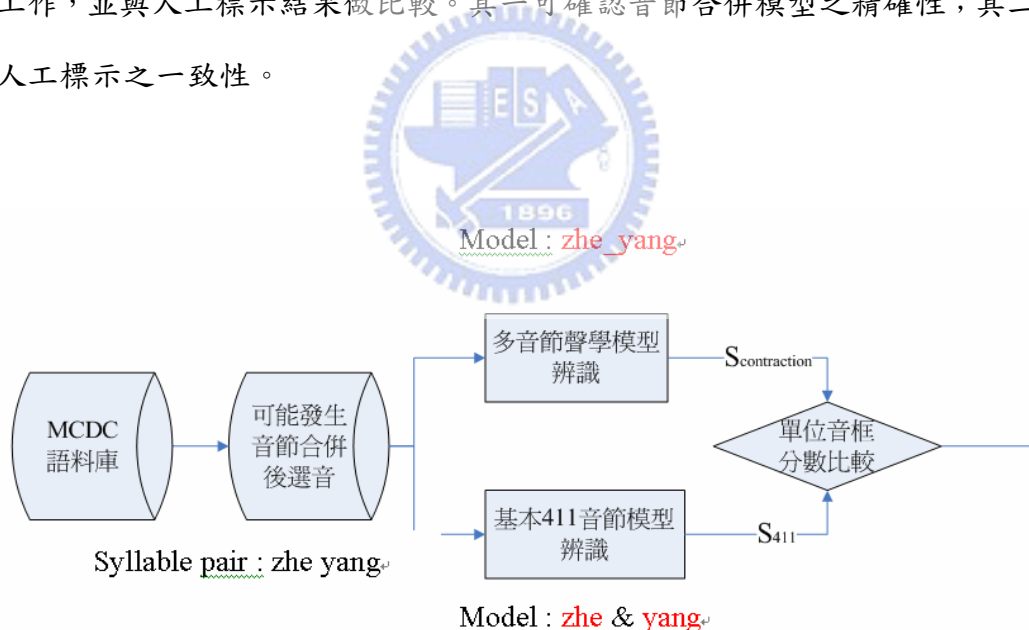 工作，並與人工標示結果做比較。其一可確認音節合併模型之精確性；其二
人工標示之一致性。
E S A
1896
Model : zhe_yang
多音節聲學模型
辨識
Scontraction
MCDC
語料庫
可能發生
音節合併
後選音
單位音框
分數比較
基本411音節模型
辨識
S411
Syllable pair : zhe yang
Model : zhe & yang